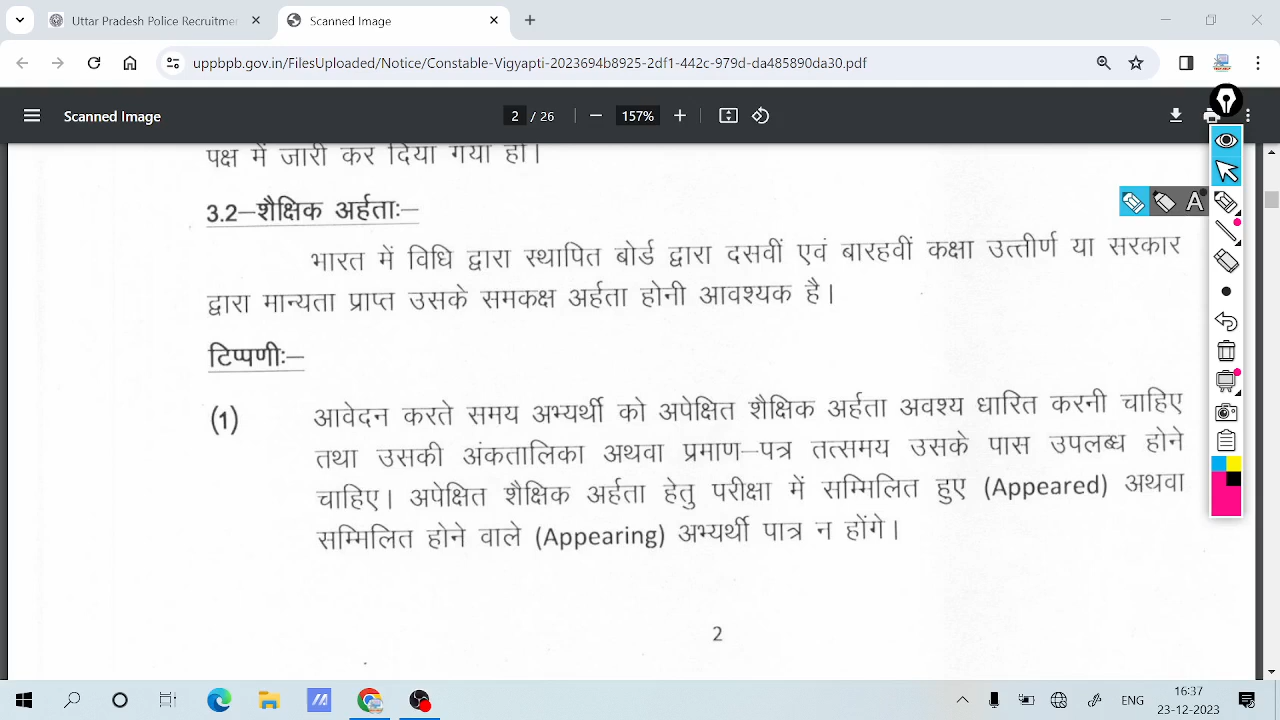 Uttar Pradesh Police Recruitme
Scanned Image
uppbpb.gov.in/FilesUploaded/Notice/Constable-Vigypti-2023694b8925-2df1-442c-979d-da485890da30.pdf
Scanned Image
2 / 26
157%
पक्ष में जारी कर दिया गया हो।
3.2–शैक्षिक अर्हताः–
भारत में विधि द्वारा स्थापित बोर्ड द्वारा दसवीं एवं बारहवीं कक्षा उत्तीर्ण या सरकार
द्वारा मान्यता प्राप्त उसके समकक्ष अर्हता होनी आवश्यक है।
टिप्पणीः–
(1) आवेदन करते समय अभ्यर्थी को अपेक्षित शैक्षिक अर्हता अवश्य धारित करनी चाहिए
तथा उसकी अंकतालिका अथवा प्रमाण–पत्र तत्समय उसके पास उपलब्ध होने
चाहिए। अपेक्षित शैक्षिक अर्हता हेतु परीक्षा में सम्मिलित हुए (Appeared) अथवा
सम्मिलित होने वाले (Appearing) अभ्यर्थी पात्र न होंगे।
2
A
ENG
16:37
23-12-2023